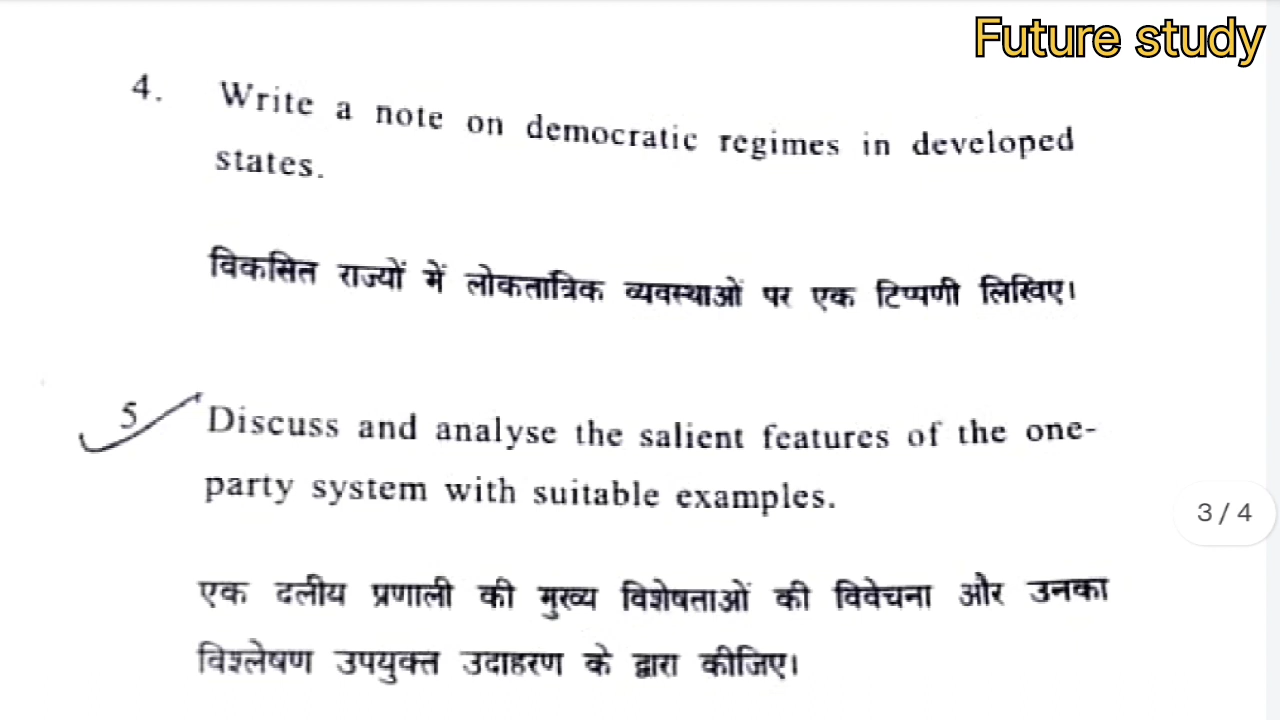 Future study
4. Write a note on democratic regimes in developed
states.
विकसित राज्यों में लोकतांत्रिक व्यवस्थाओं पर एक टिप्पणी लिखिए।
5 Discuss and analyse the salient features of the one-
party system with suitable examples.
3 / 4
एक दलीय प्रणाली की मुख्य विशेषताओं की विवेचना और उनका
विश्लेषण उपयुक्त उदाहरण के द्वारा कीजिए।